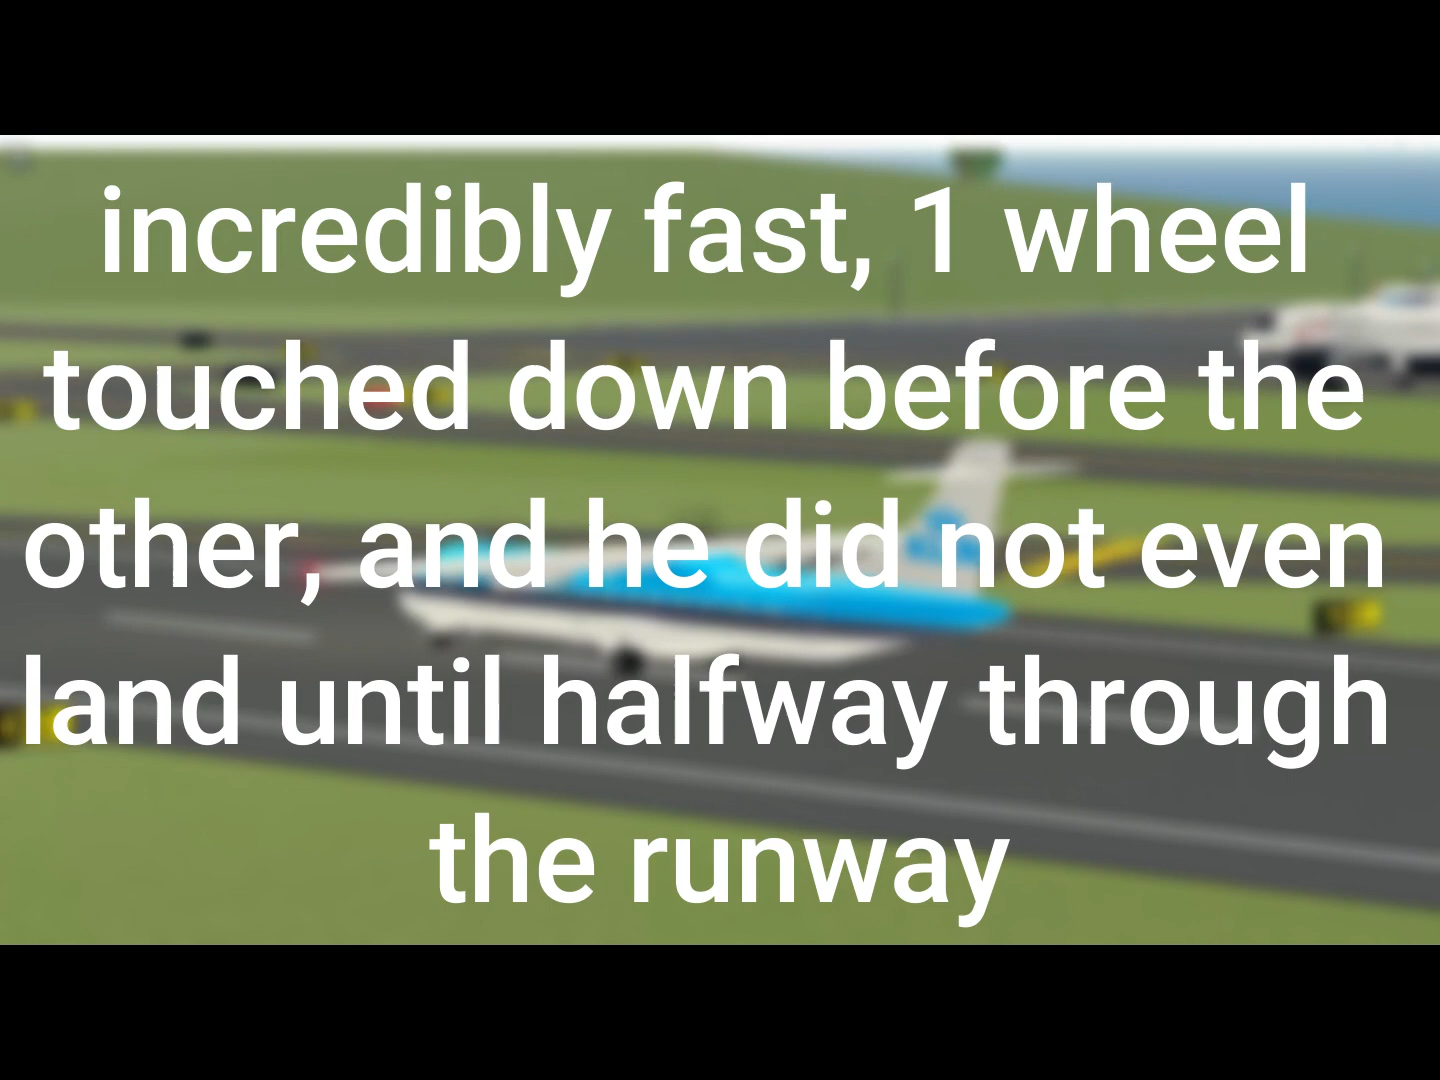 incredibly fast, 1 wheel
touched down before the
other, and he did not even
land until halfway through
the runway